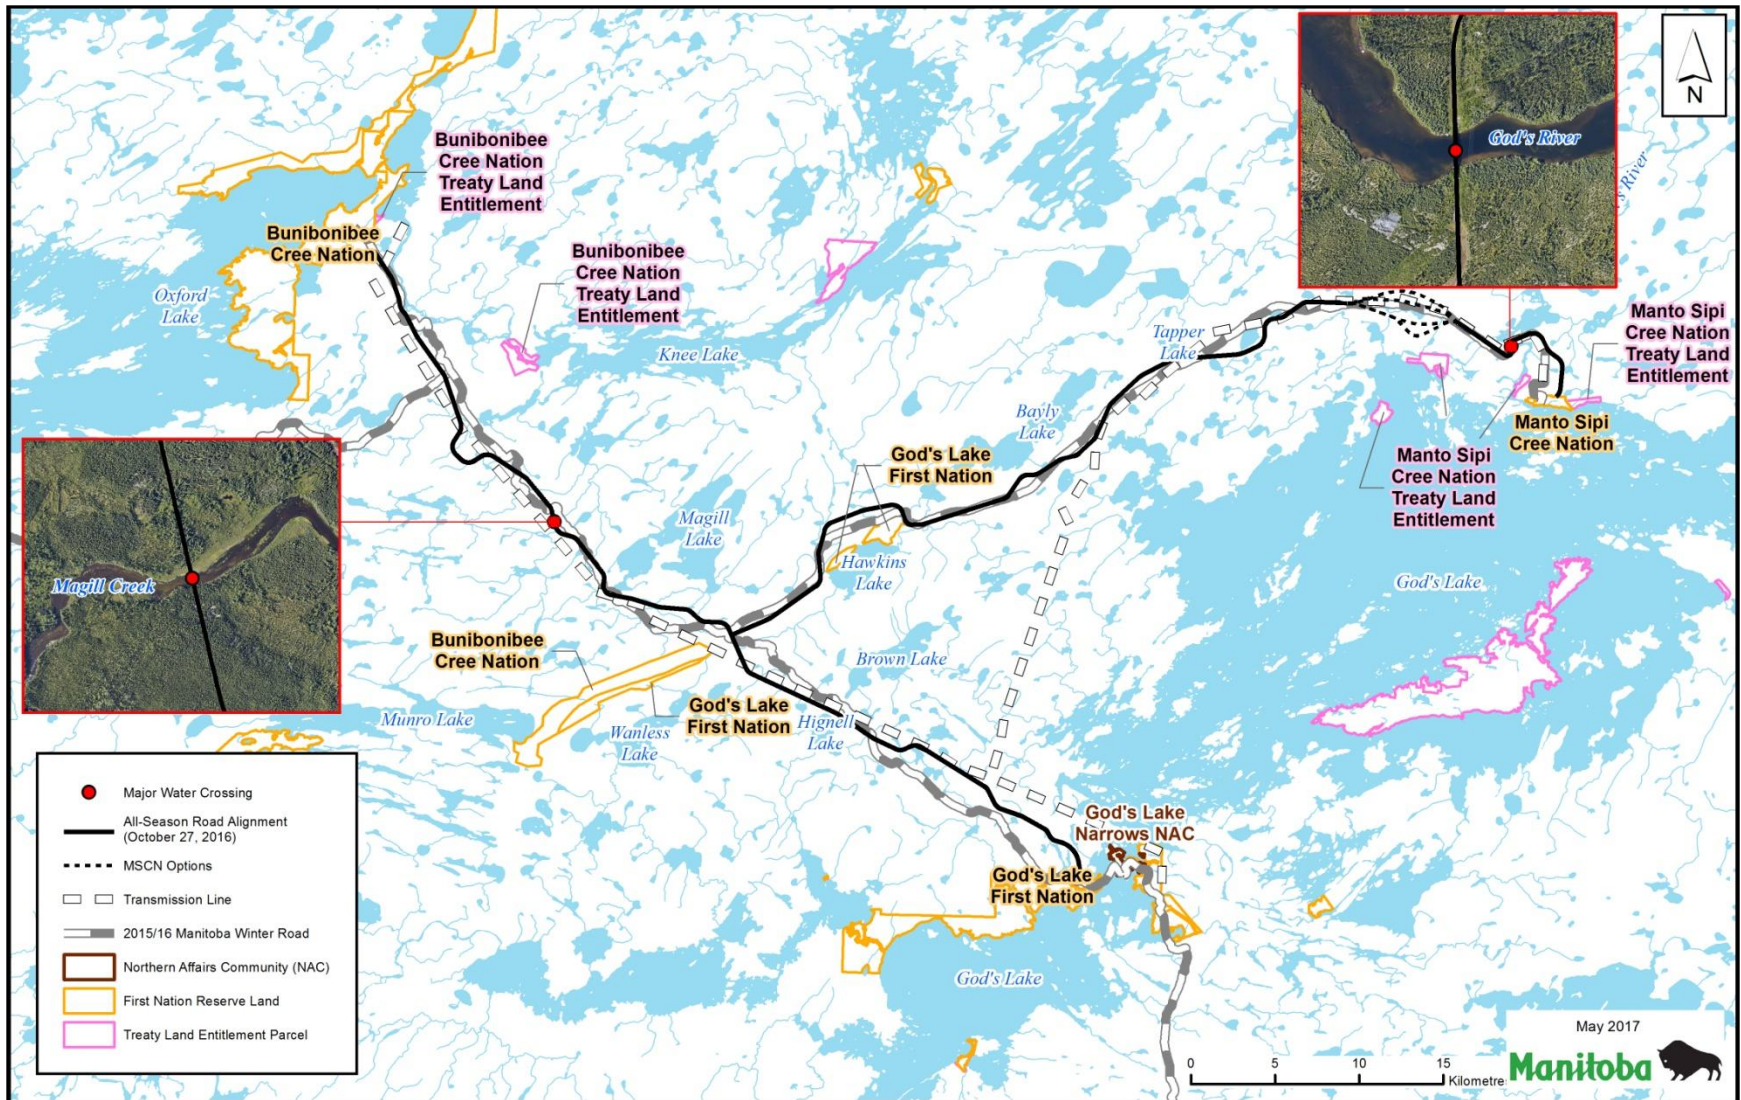 Bunibonibee
Cree Nation
Treaty Land
Entitlement
God's River
N
s River
Bunibonibee
Cree Nation
Bunibonibee
Cree Nation
Treaty Land
Entitlement
Oxford
Lake
Knee Lake
Tapper
Lake
Manto Sipi
Cree Nation
Treaty Land
Entitlement
Bayly
Lake
Manto Sipi
Cree Nation
God's Lake
First Nation
Manto Sipi
Cree Nation
Treaty Land
Entitlement
Magill
Lake
Hawkins
Lake
God's Lake
Magill Creek
Bunibonibee
Cree Nation
Brown Lake
Munro Lake
God's Lake
First Nation
Wanless
Lake
Hignell
Lake
God's Lake
Narrows NAC
God's Lake
First Nation
God's Lake
Major Water Crossing
All-Season Road Alignment
(October 27, 2016)
MSCN Options
Transmission Line
2015/16 Manitoba Winter Road
Northern Affairs Community (NAC)
First Nation Reserve Land
Treaty Land Entitlement Parcel
May 2017
0 5 10 15
Kilometre
Manitoba